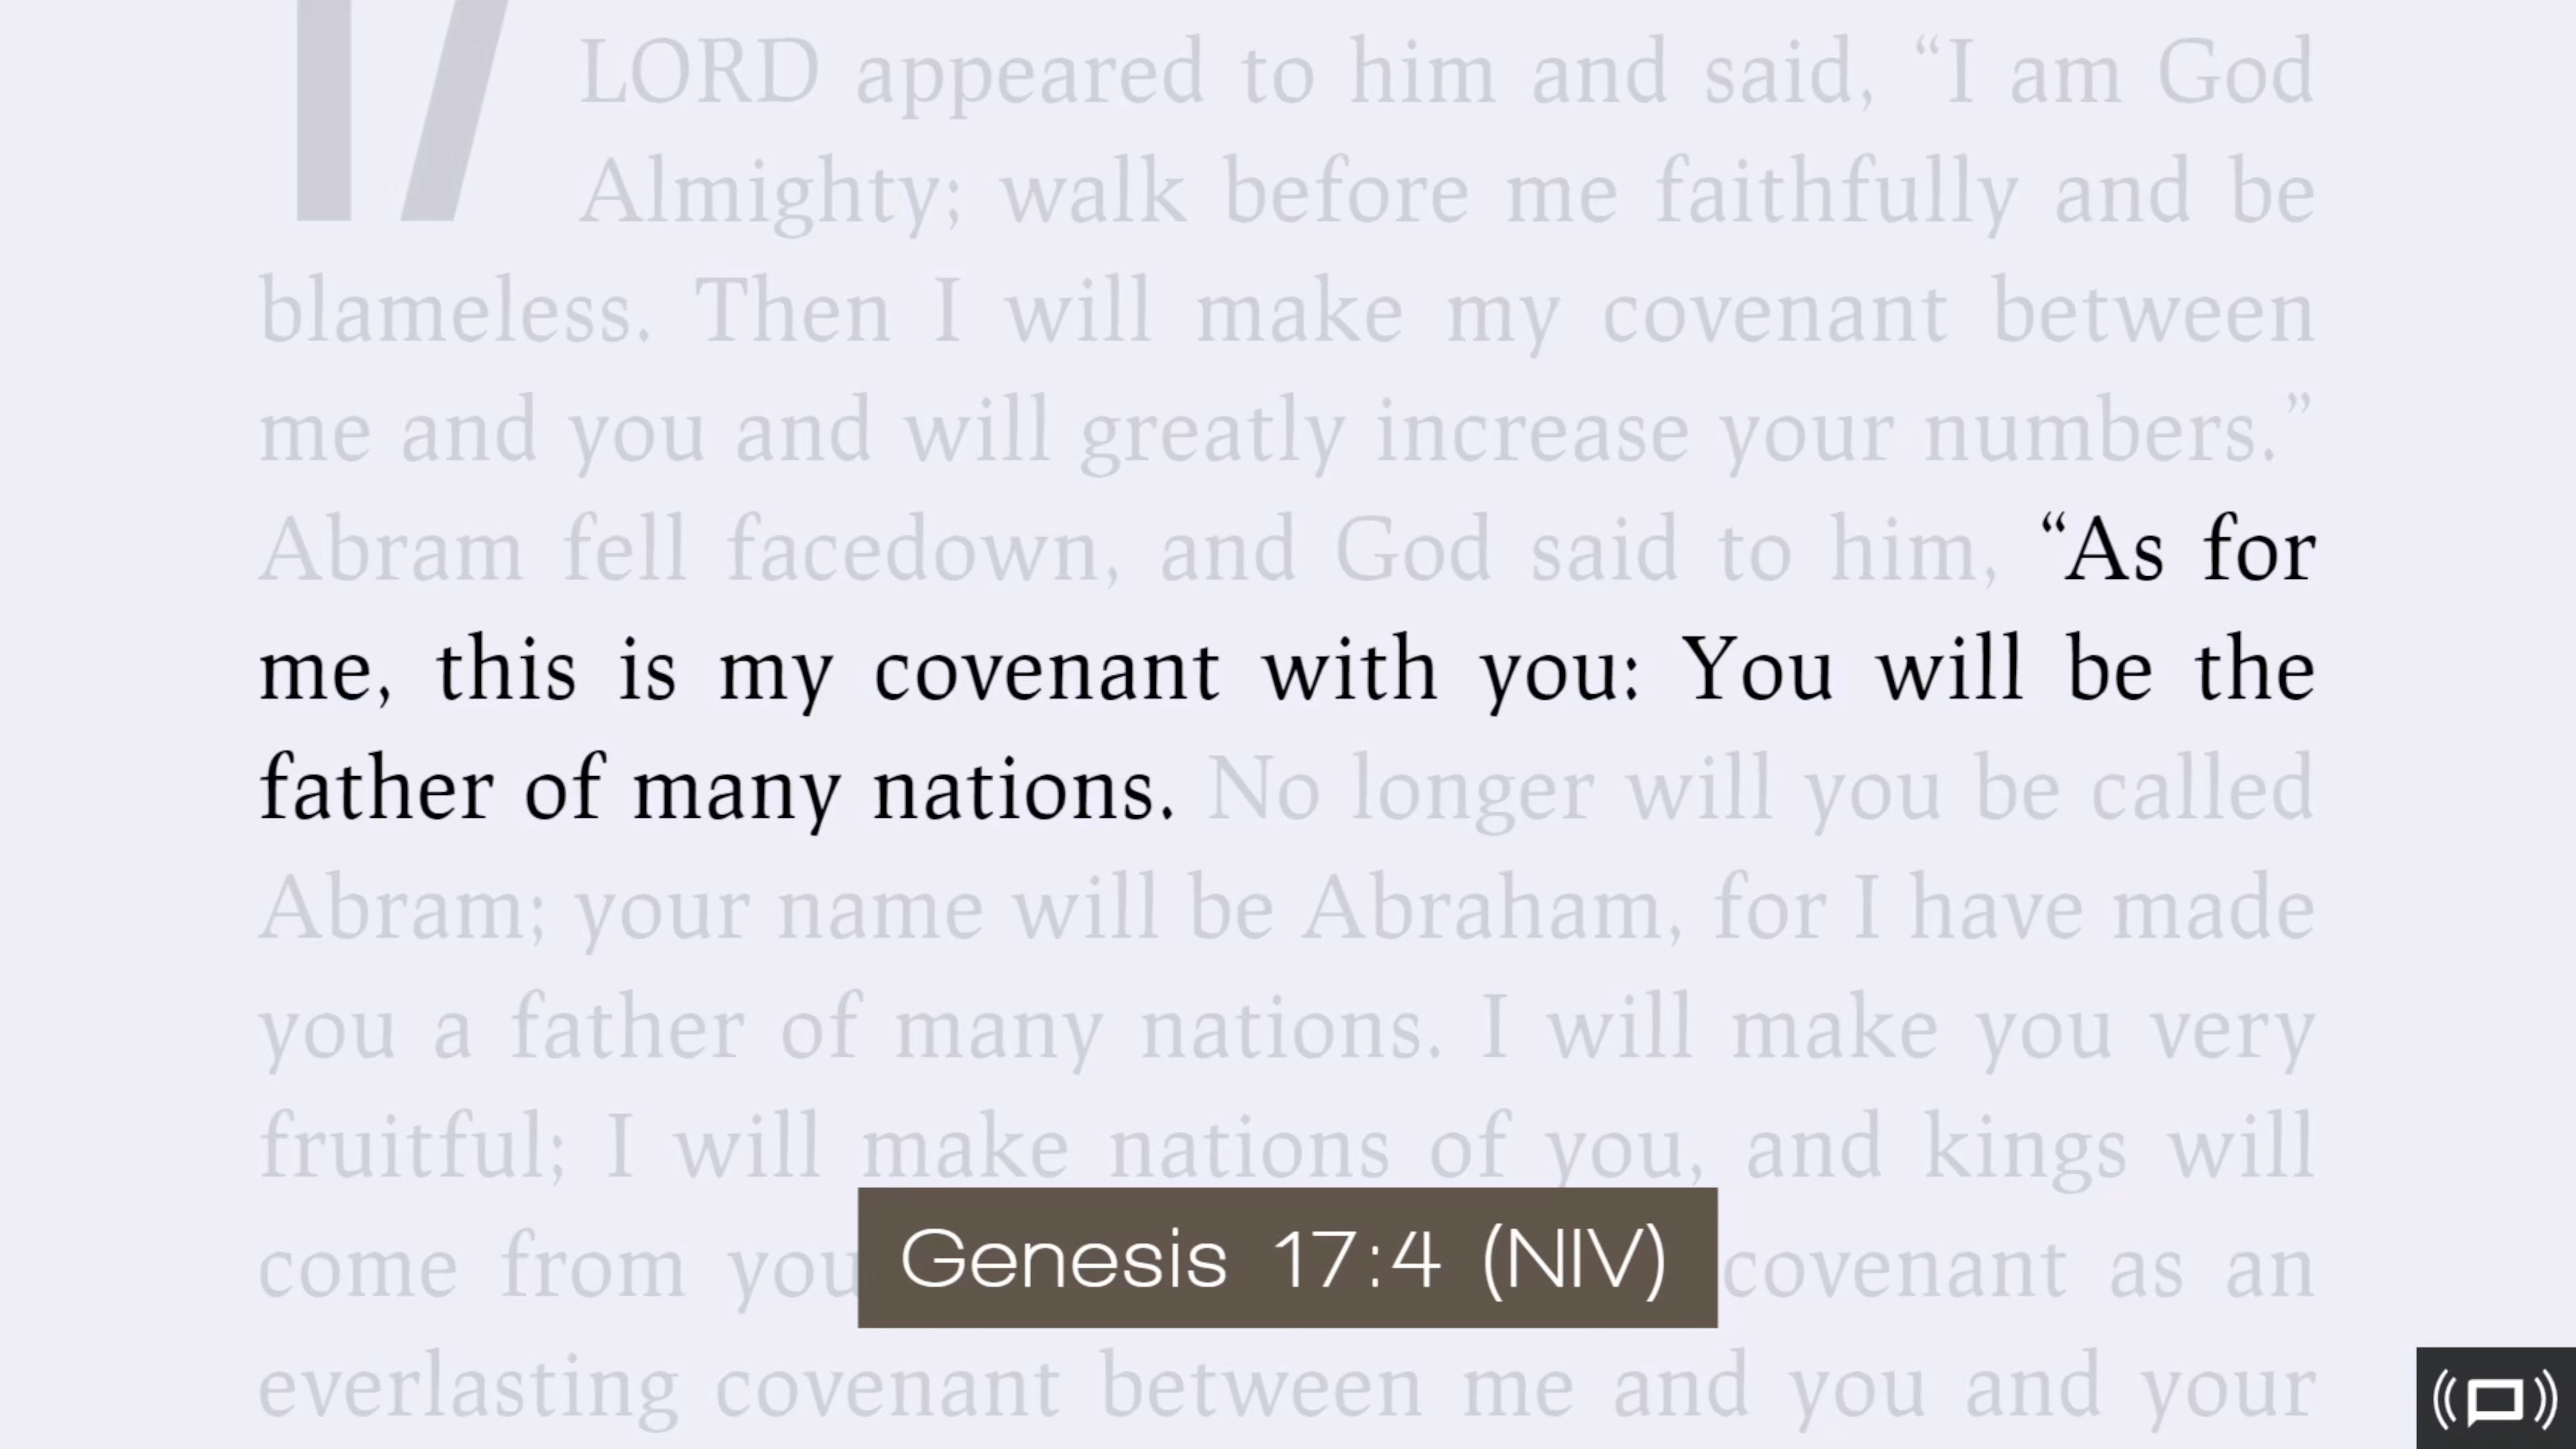 17
LORD appeared to him and said, “I am God
Almighty; walk before me faithfully and be
blameless. Then I will make my covenant between
me and you and will greatly increase your numbers.”
Abram fell facedown, and God said to him, “As for
me, this is my covenant with you: You will be the
father of many nations. No longer will you be called
Abram; your name will be Abraham, for I have made
you a father of many nations. I will make you very
fruitful; I will make nations of you, and kings will
come from you covenant as an
Genesis 17:4 (NIV)
everlasting covenant between me and you and your